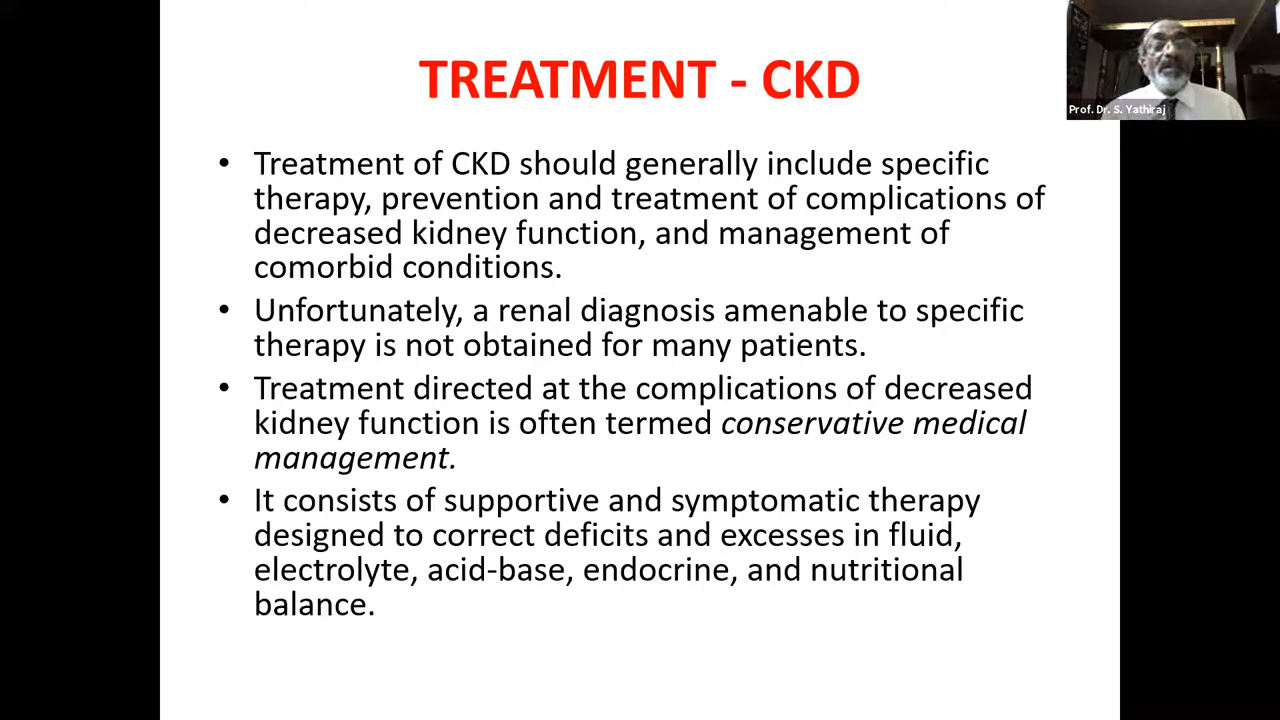 TREATMENT - CKD
Prof. Dr. S. Yathiraj
• Treatment of CKD should generally include specific
therapy, prevention and treatment of complications of
decreased kidney function, and management of
comorbid conditions.
• Unfortunately, a renal diagnosis amenable to specific
therapy is not obtained for many patients.
• Treatment directed at the complications of decreased
kidney function is often termed conservative medical
management.
• It consists of supportive and symptomatic therapy
designed to correct deficits and excesses in fluid,
electrolyte, acid-base, endocrine, and nutritional
balance.